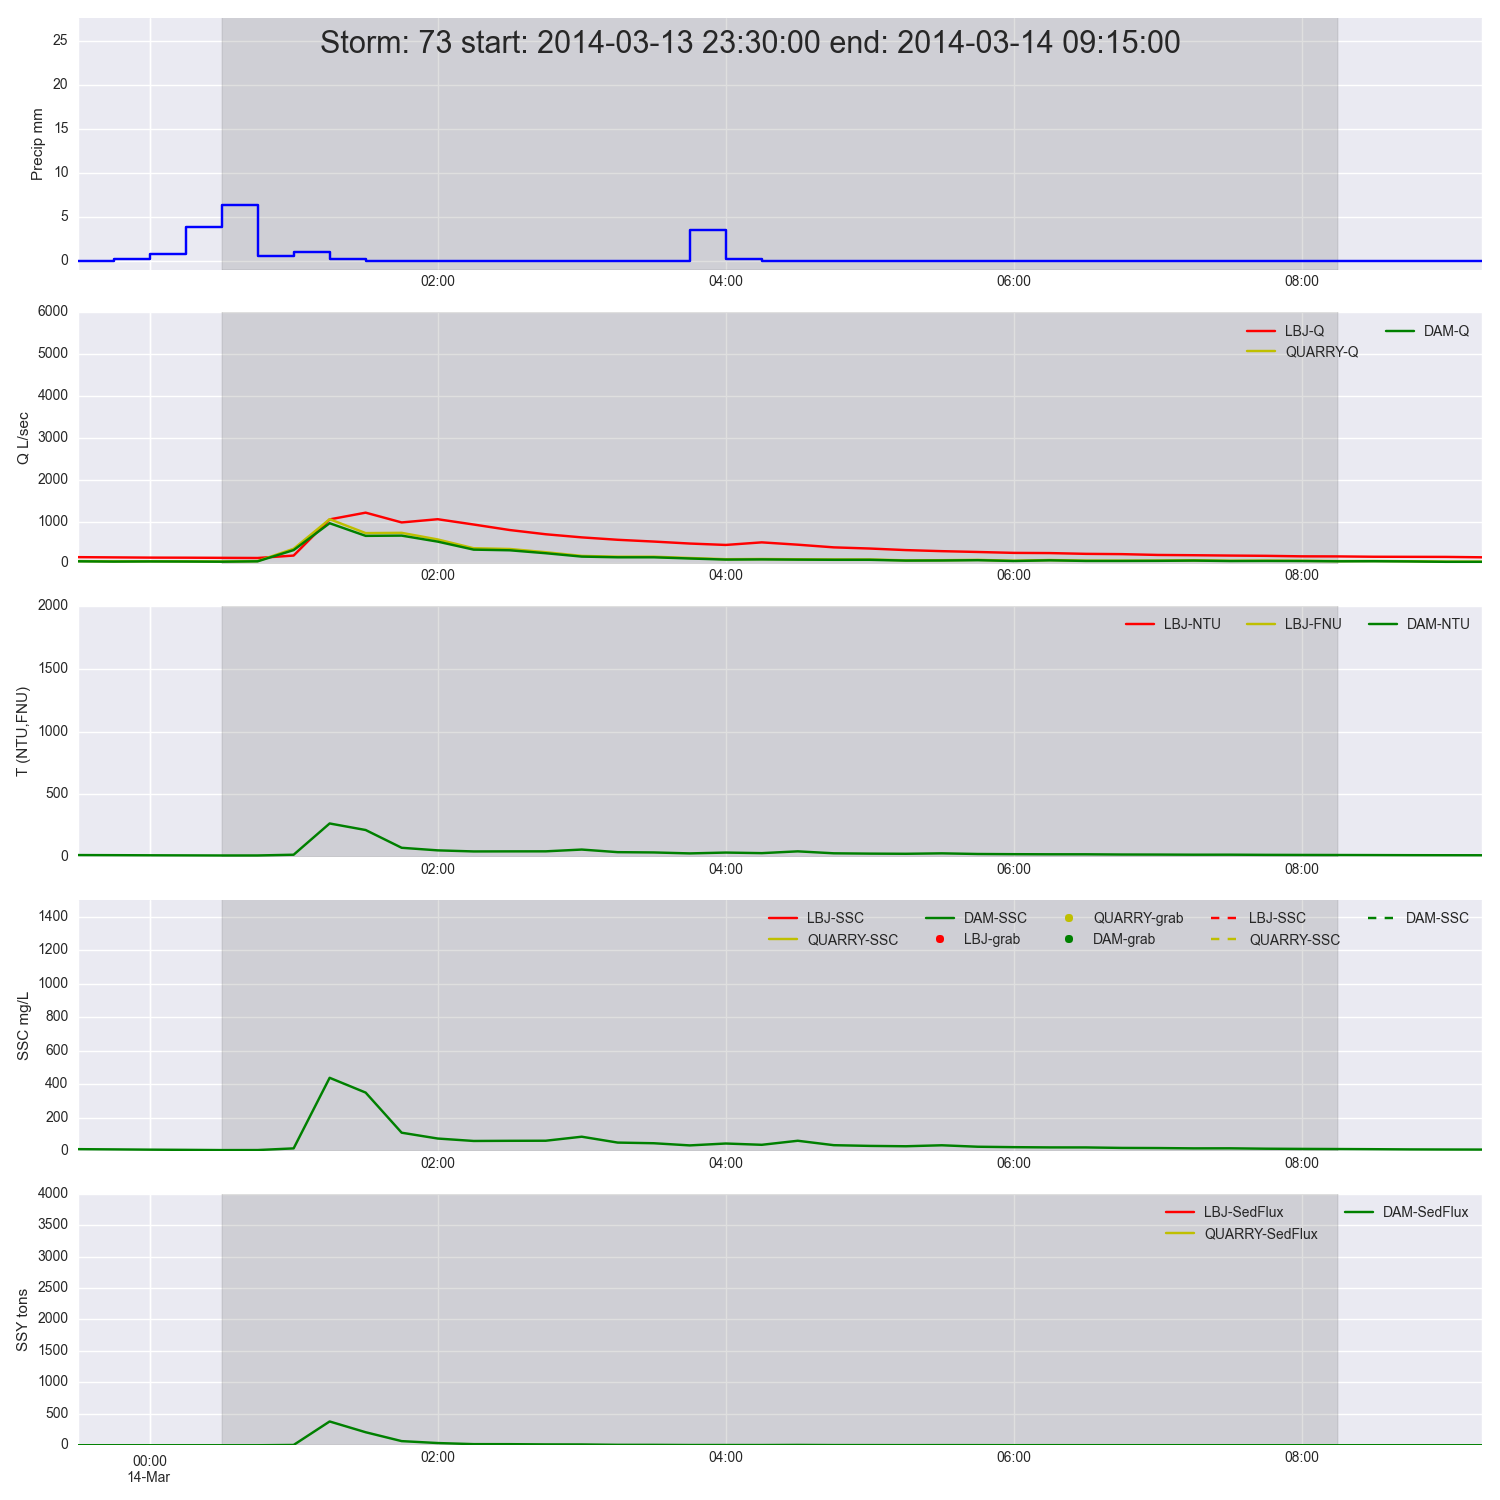 Storm: 73 start: 2014-03-13 23:30:00 end: 2014-03-14 09:15:00
25
20
15
10
5
0
Precip mm
02:00 04:00 06:00 08:00
6000
5000
4000
3000
2000
1000
0
Q L/sec
LBJ-Q DAM-Q
QUARRY-Q
02:00 04:00 06:00 08:00
2000
1500
1000
500
0
T (NTU,FNU)
LBJ-NTU LBJ-FNU DAM-NTU
02:00 04:00 06:00 08:00
1400
1200
1000
800
600
400
200
0
SSC mg/L
LBJ-SSC DAM-SSC QUARRY-grab LBJ-SSC DAM-SSC
QUARRY-SSC LBJ-grab DAM-grab QUARRY-SSC
02:00 04:00 06:00 08:00
4000
3500
3000
2500
2000
1500
1000
500
0
SSY tons
LBJ-SedFlux DAM-SedFlux
QUARRY-SedFlux
00:00 02:00 04:00 06:00 08:00
14-Mar